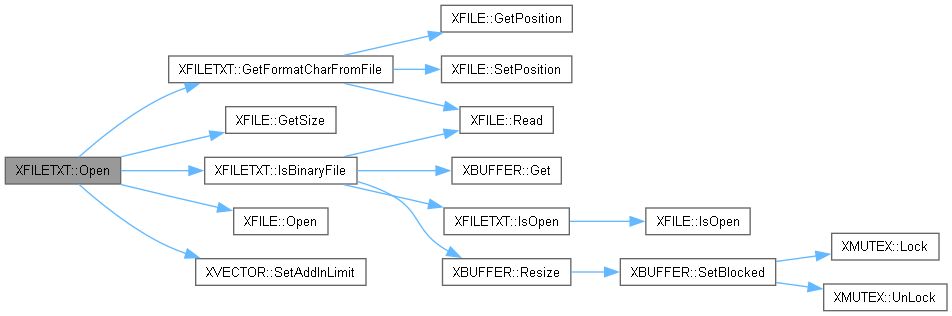 XFILETXT::Open
XFILETXT::GetFormatCharFromFile
XFILE::GetSize
XFILETXT::IsBinaryFile
XFILE::Open
XVECTOR::SetAddInLimit
XFILE::GetPosition
XFILE::SetPosition
XFILE::Read
XBUFFER::Get
XFILETXT::IsOpen
XBUFFER::Resize
XFILE::IsOpen
XBUFFER::SetBlocked
XMUTEX::Lock
XMUTEX::UnLock